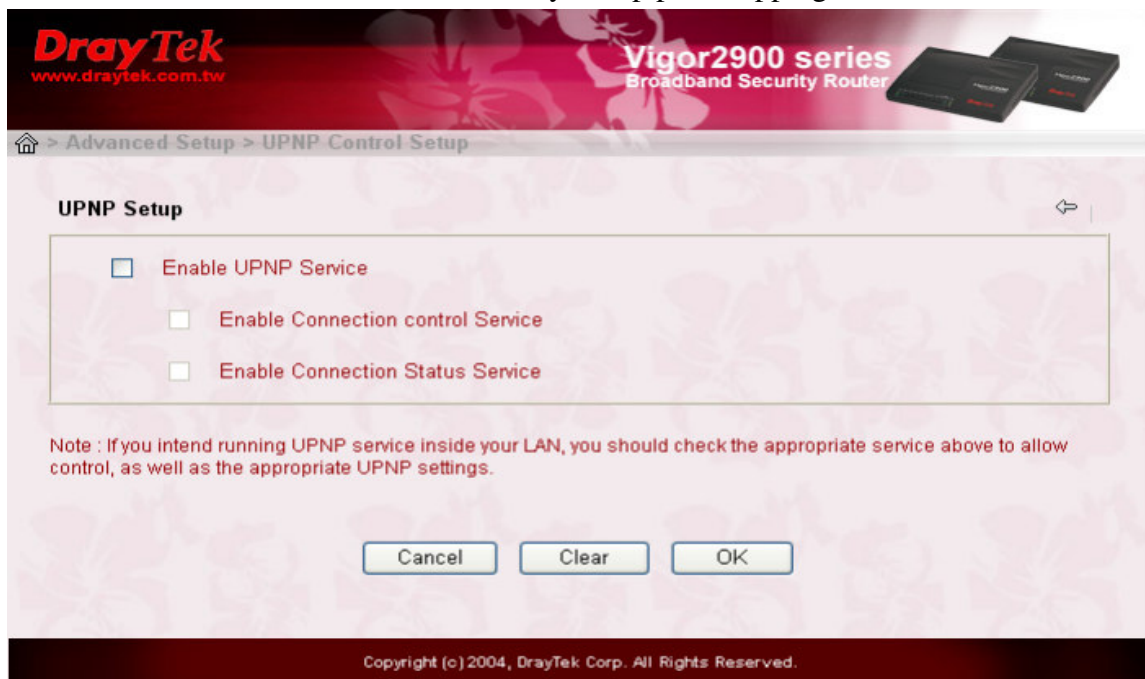 DrayTek
www.draytek.com.tw
Vigor2900 series
Broadband Security Router
> Advanced Setup > UPNP Control Setup
UPNP Setup
Enable UPNP Service
Enable Connection control Service
Enable Connection Status Service
Note : If you intend running UPNP service inside your LAN, you should check the appropriate service above to allow
control, as well as the appropriate UPNP settings.
Cancel Clear OK
Copyright (c) 2004, DrayTek Corp. All Rights Reserved.